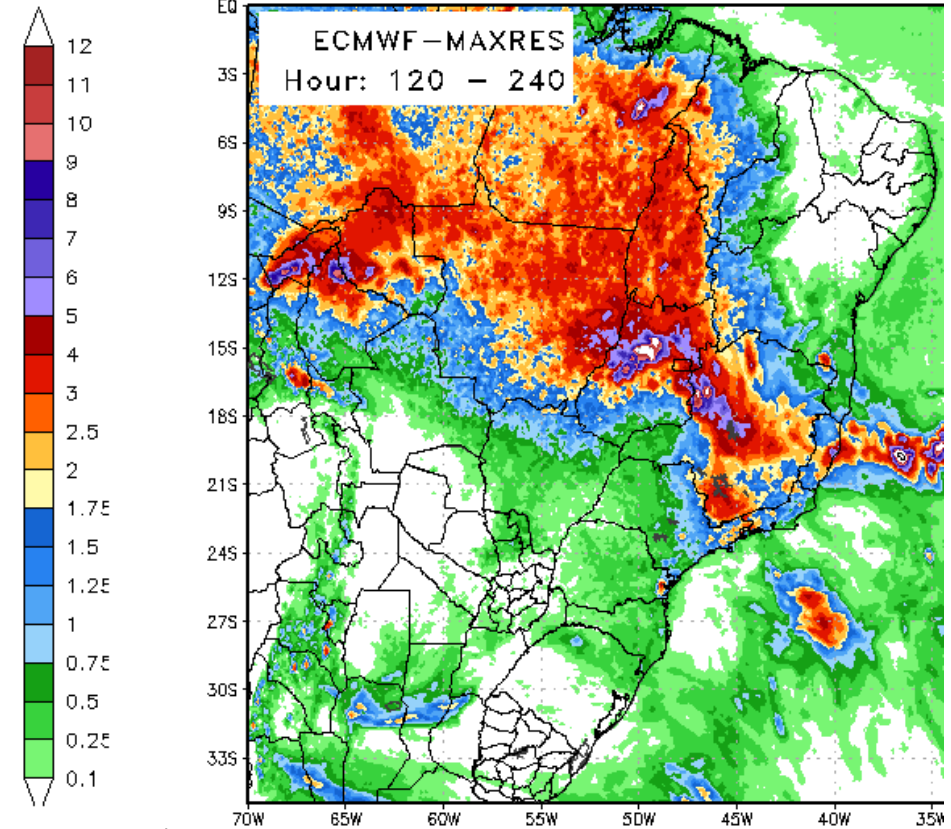 ECMWF-MAXRES
Hour: 120 - 240
12
11
10
9
8
7
6
5
4
3
2.5
2
1.75
1.5
1.25
1
0.75
0.5
0.25
0.1
EQ
3S
6S
9S
12S
15S
18S
21S
24S
27S
30S
33S
70W 65W 60W 55W 50W 45W 40W 35W